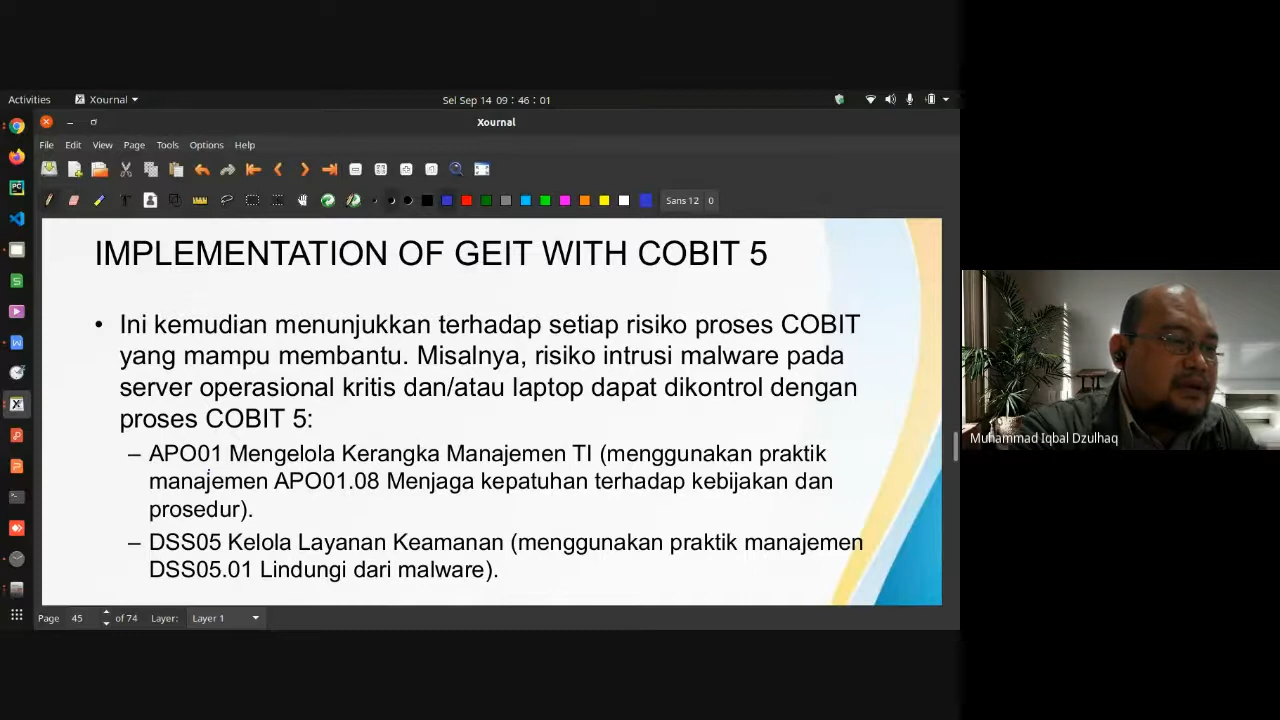 Activities
Xournal
Sel Sep 14 09:46:01
Xournal
File Edit View Page Tools Options Help
Sans 12 0
IMPLEMENTATION OF GEIT WITH COBIT 5
• Ini kemudian menunjukkan terhadap setiap risiko proses COBIT
yang mampu membantu. Misalnya, risiko intrusi malware pada
server operasional kritis dan/atau laptop dapat dikontrol dengan
proses COBIT 5:
– APO01 Mengelola Kerangka Manajemen TI (menggunakan praktik
manajemen APO01.08 Menjaga kepatuhan terhadap kebijakan dan
prosedur).
– DSS05 Kelola Layanan Keamanan (menggunakan praktik manajemen
DSS05.01 Lindungi dari malware).
Muhammad Iqbal Dzulhaq
Page 45 of 74 Layer: Layer 1